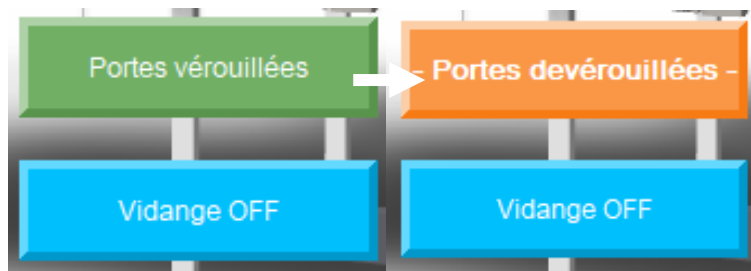 Portes vérouillées
- Portes devérouillées -
Vidange OFF
Vidange OFF